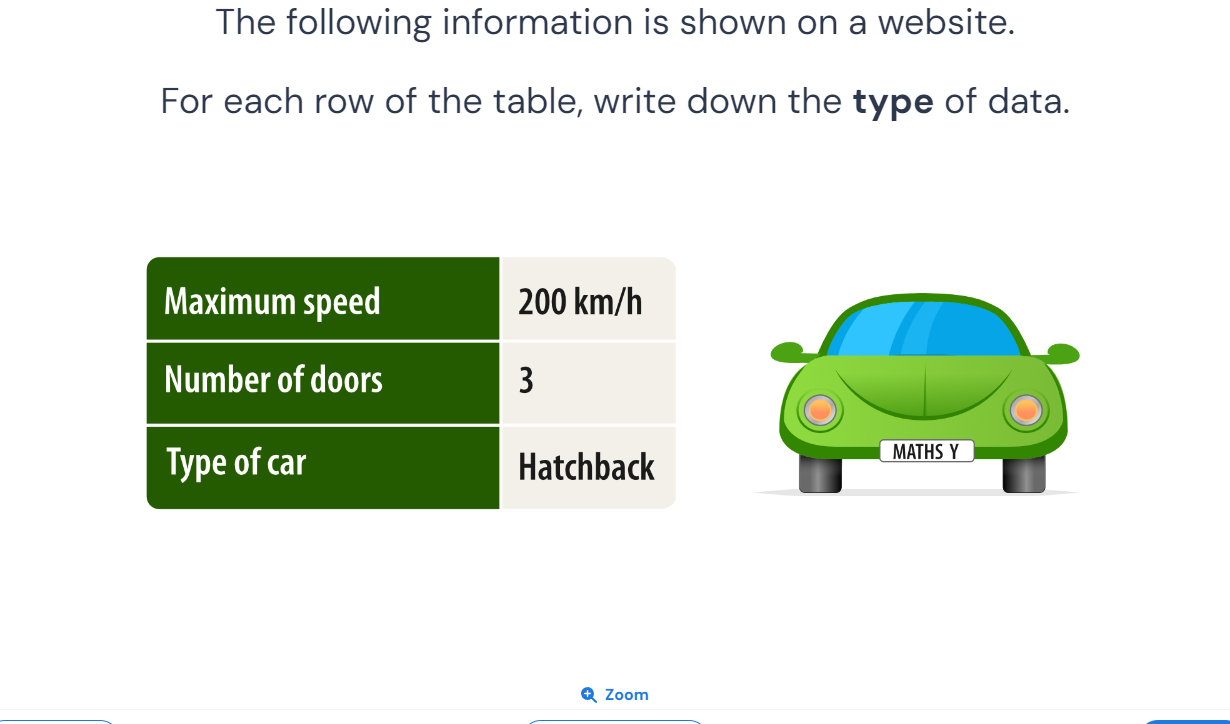 The following information is shown on a website.
For each row of the table, write down the type of data.
Maximum speed 200 km/h
Number of doors 3
Type of car Hatchback
MATHS Y
Zoom